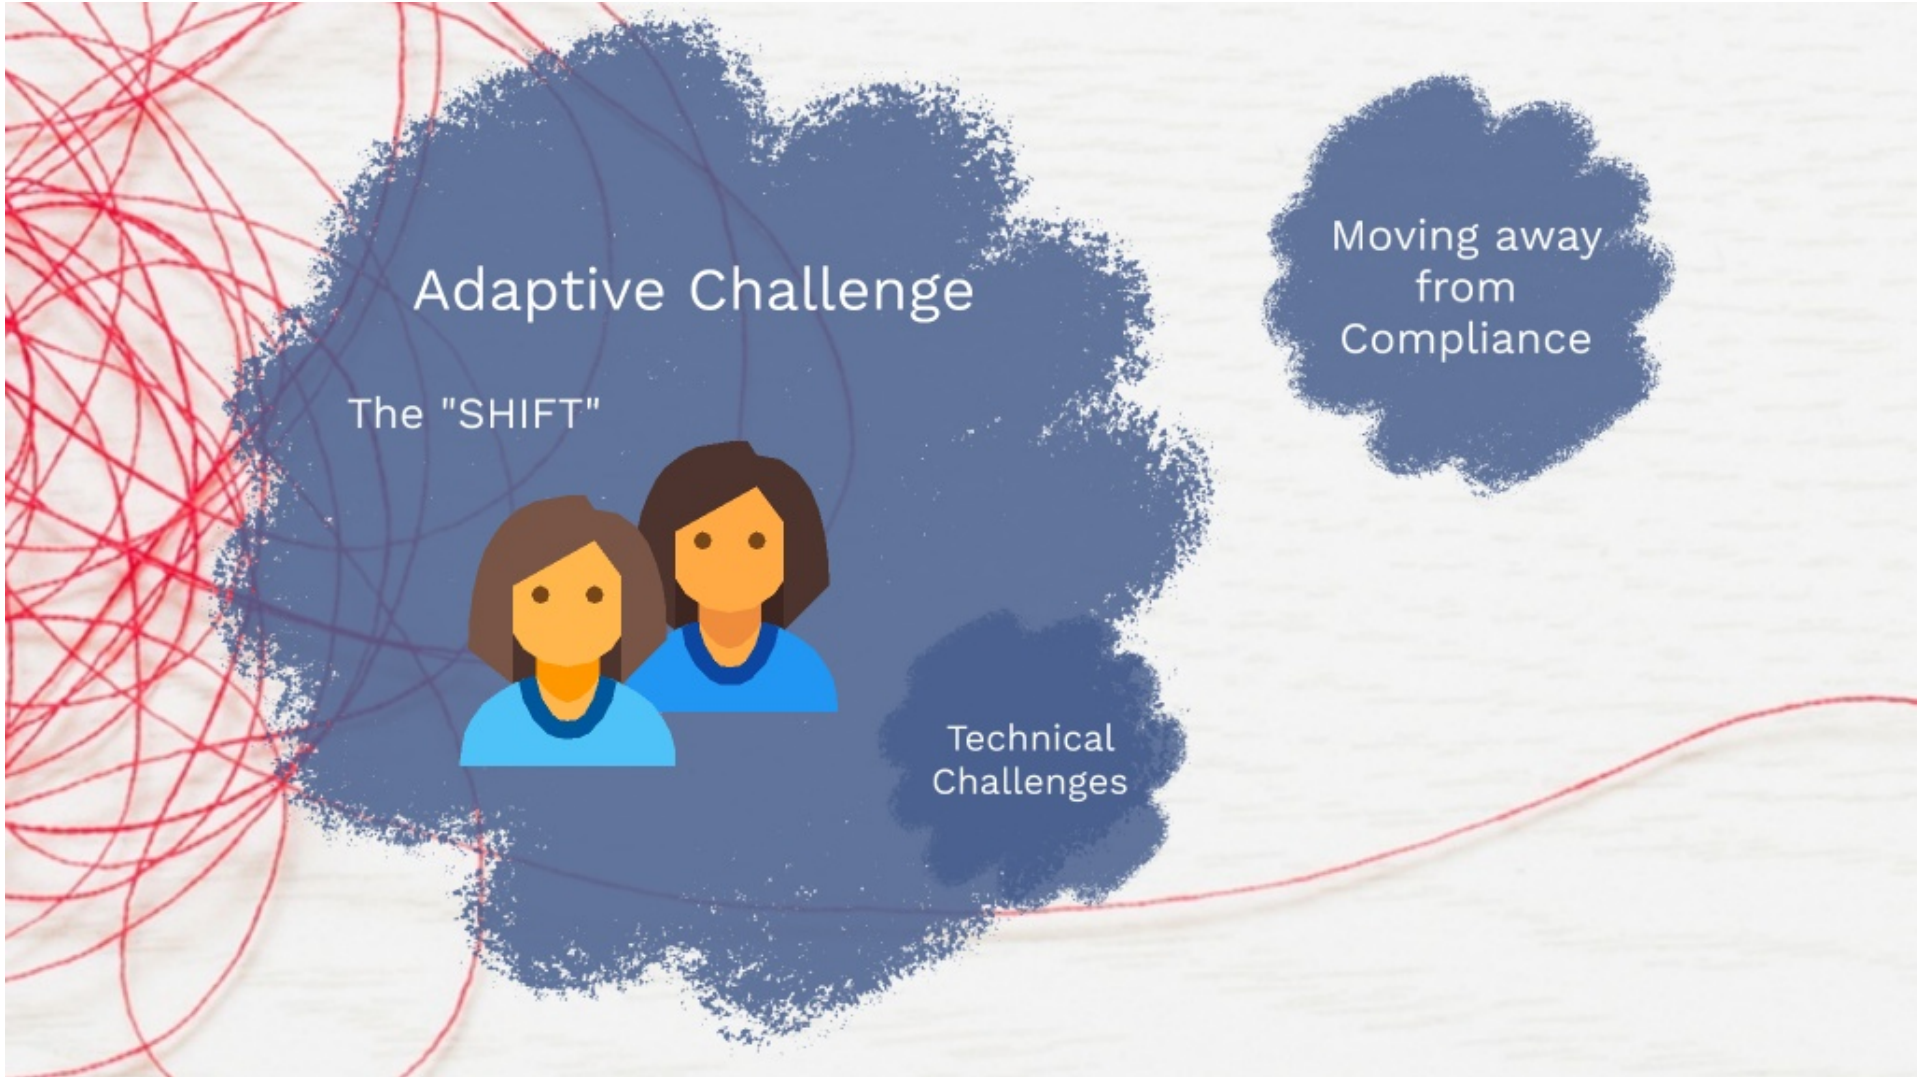 Adaptive Challenge
The "SHIFT"
Technical
Challenges
Moving away
from
Compliance